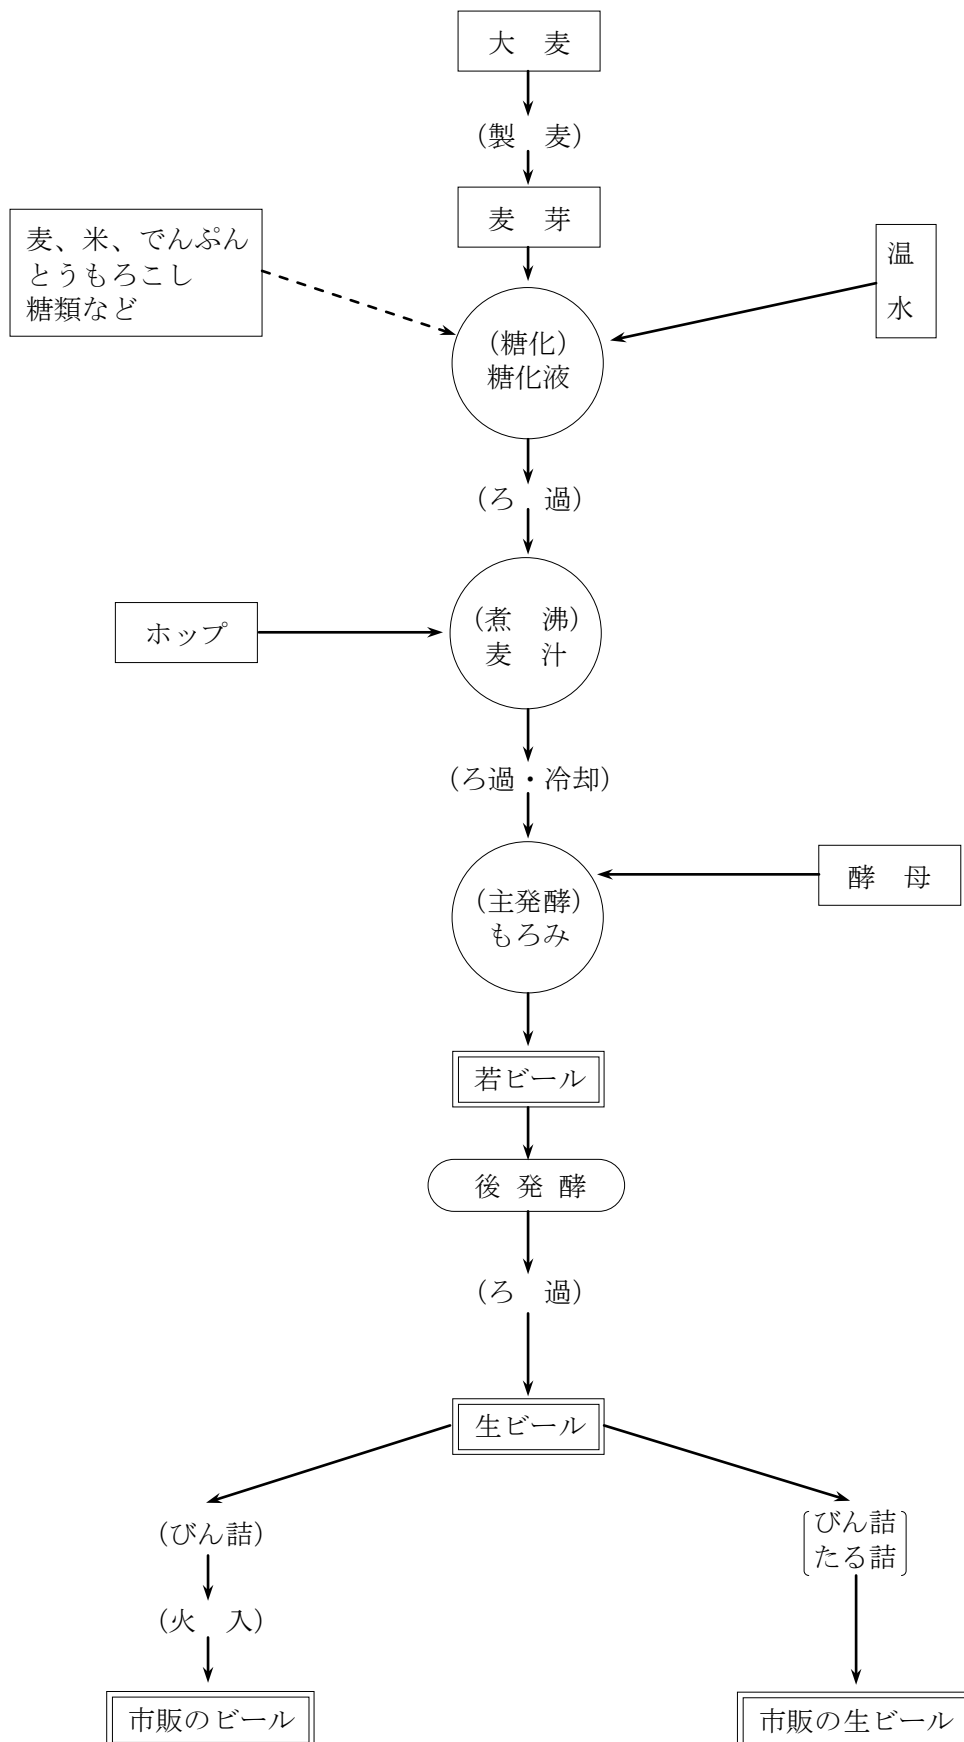 大　麦
(製　麦)
麦　芽
麦、米、でんぷん
とうもろこし
糖類など
温
水
(糖化)
糖化液
(ろ　過)
ホップ
(煮　沸)
麦　汁
(ろ過・冷却)
酵　母
(主発酵)
もろみ
若ビール
後 発 酵
(ろ　過)
生ビール
(びん詰)
びん詰
たる詰
(火　入)
市販のビール
市販の生ビール